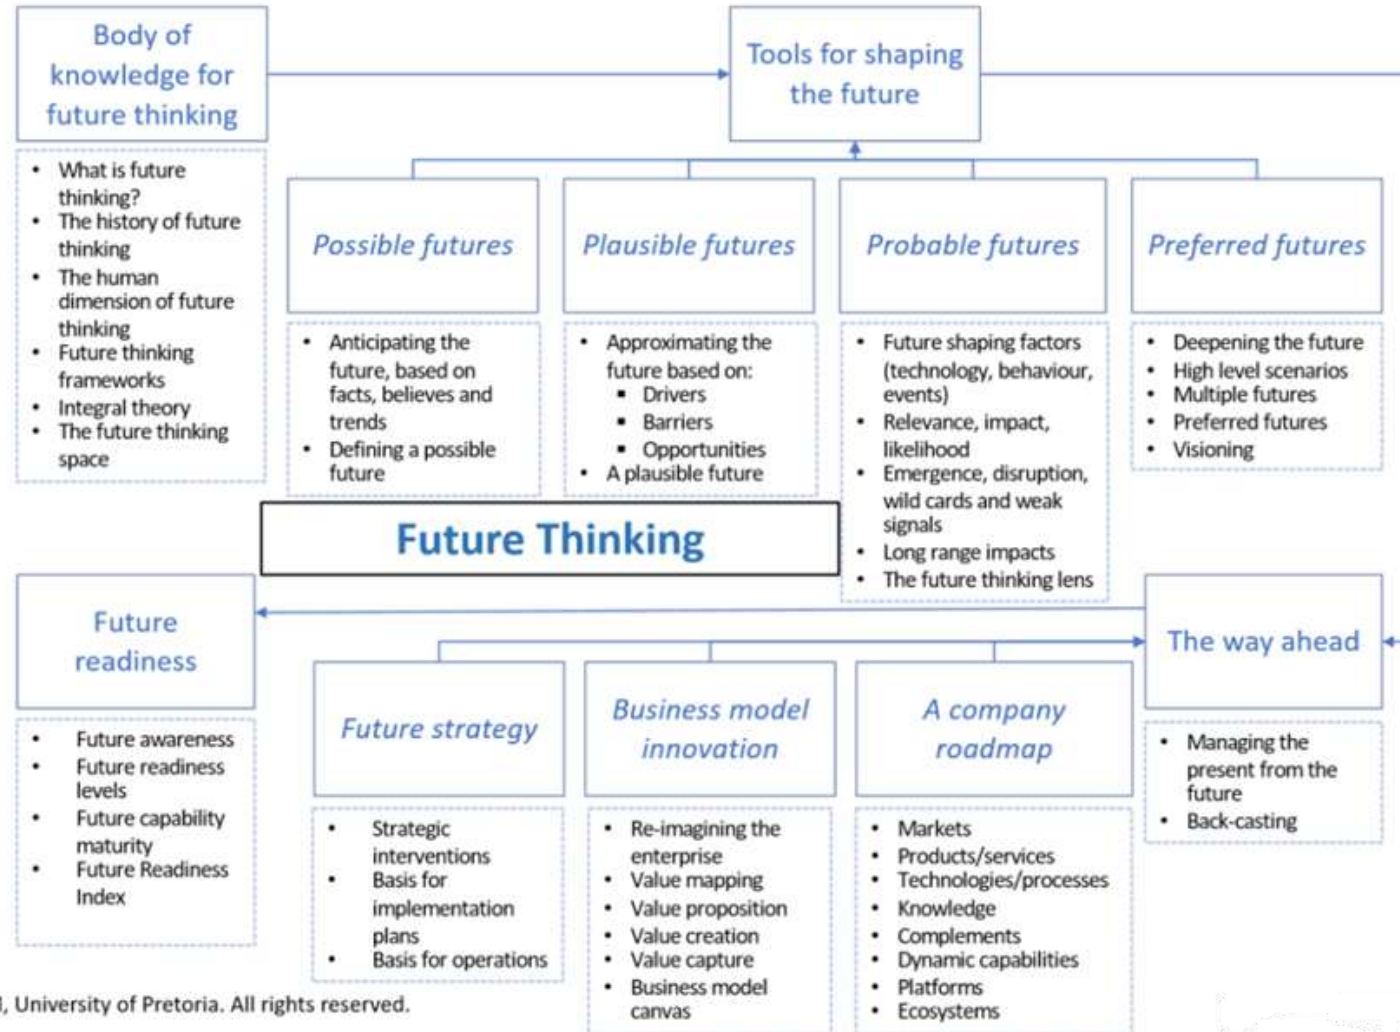 Body of
knowledge for
future thinking
• What is future
thinking?
• The history of future
thinking
• The human
dimension of future
thinking
• Future thinking
frameworks
• Integral theory
• The future thinking
space
Tools for shaping
the future
Possible futures
• Anticipating the
future, based on
facts, believes and
trends
• Defining a possible
future
Plausible futures
• Approximating the
future based on:
▪ Drivers
▪ Barriers
▪ Opportunities
• A plausible future
Probable futures
• Future shaping factors
(technology, behaviour,
events)
• Relevance, impact,
likelihood
• Emergence, disruption,
wild cards and weak
signals
• Long range impacts
• The future thinking lens
Preferred futures
• Deepening the future
• High level scenarios
• Multiple futures
• Preferred futures
• Visioning
Future Thinking
The way ahead
• Managing the
present from the
future
• Back-casting
Future strategy
• Strategic
interventions
• Basis for
implementation
plans
• Basis for operations
Business model
innovation
• Re-imagining the
enterprise
• Value mapping
• Value proposition
• Value creation
• Value capture
• Business model
canvas
A company
roadmap
• Markets
• Products/services
• Technologies/processes
• Knowledge
• Complements
• Dynamic capabilities
• Platforms
• Ecosystems
Future
readiness
• Future awareness
• Future readiness
levels
• Future capability
maturity
• Future Readiness
Index
, University of Pretoria. All rights reserved.